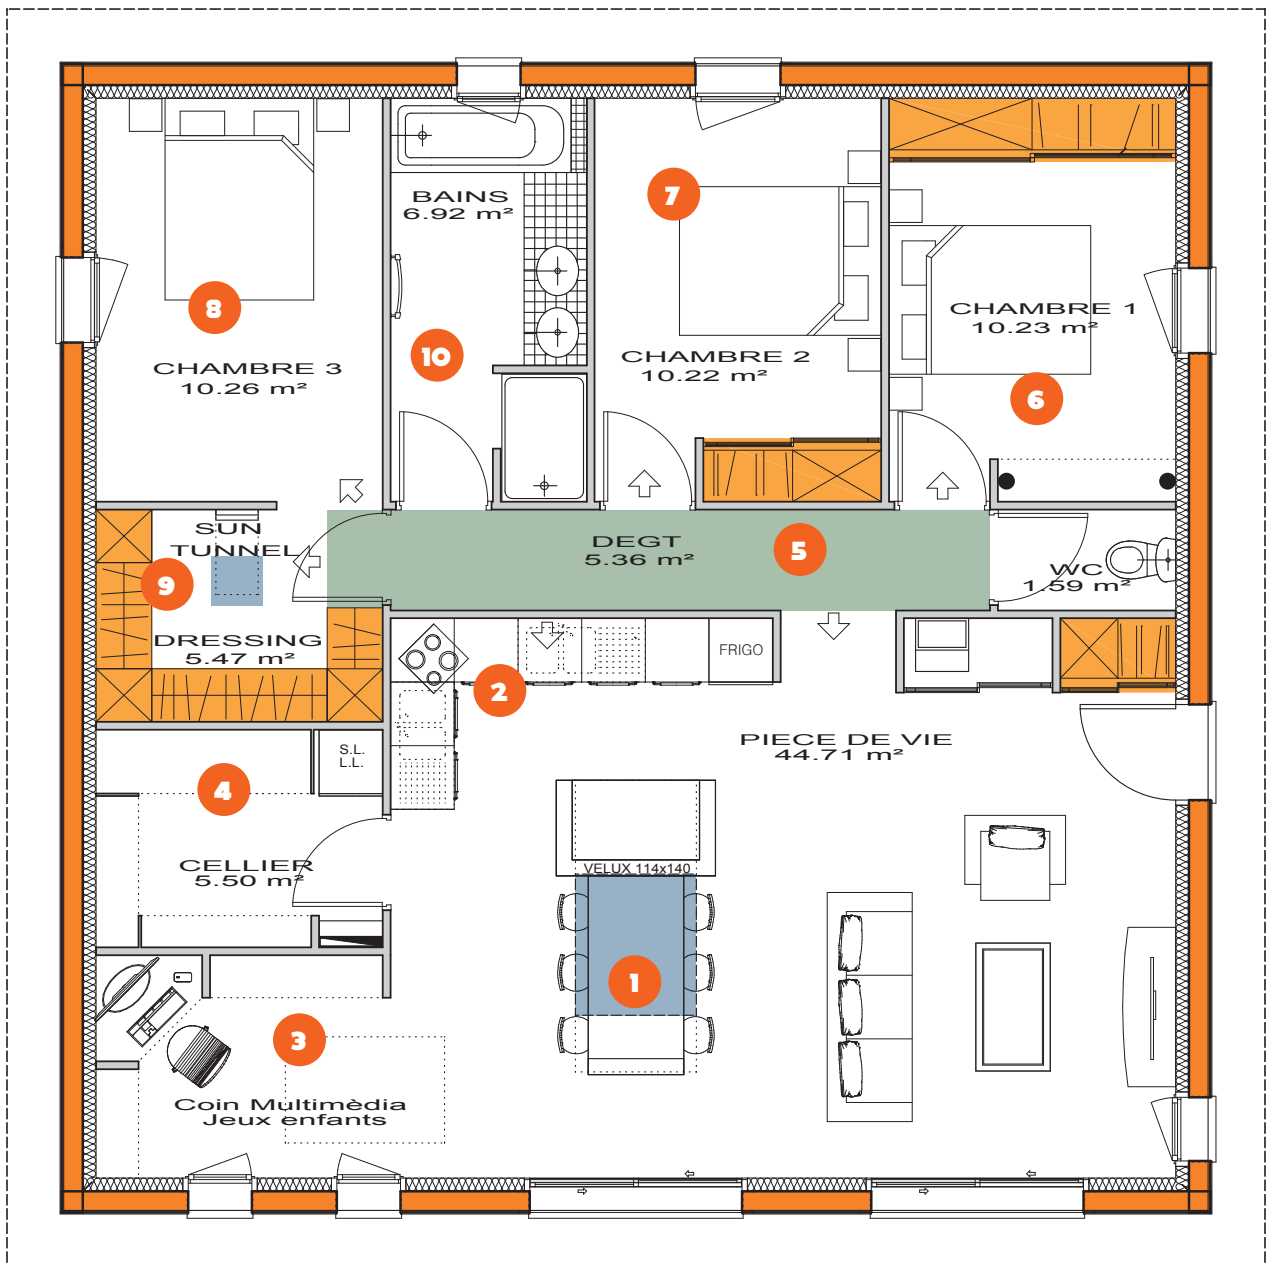 BAINS
6.92 m²
7
CHAMBRE 1
10.23 m²
8
CHAMBRE 3
10.26 m²
10
CHAMBRE 2
10.22 m²
6
SUN
TUNNEL
DEGT
5.36 m²
5
WC
1.59 m²
9
DRESSING
5.47 m²
FRIGO
2
S.L.
L.L.
PIECE DE VIE
44.71 m²
4
CELLIER
5.50 m²
VELUX 114x140
1
3
Coin Multimèdia
Jeux enfants